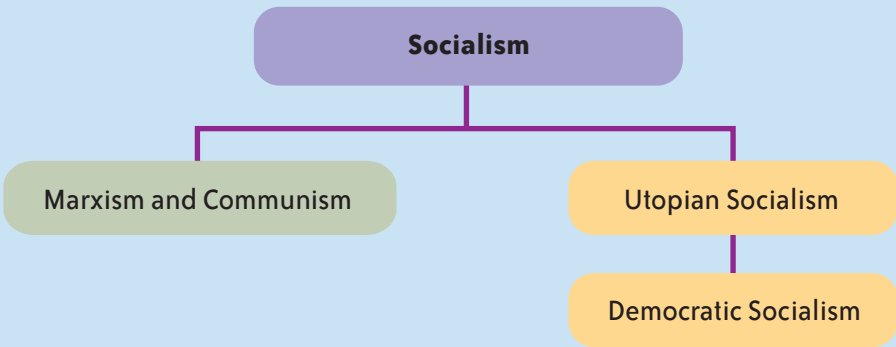 Socialism
Marxism and Communism
Utopian Socialism
Democratic Socialism